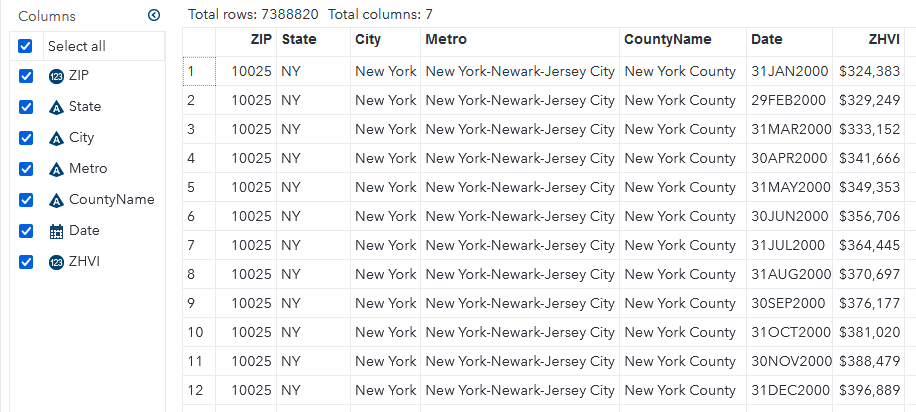 Columns
Select all
ZIP
State
City
Metro
CountyName
Date
ZHVI
Total rows: 7388820 Total columns: 7
ZIP State City Metro CountyName Date ZHVI
1 10025 NY New York New York-Newark-Jersey City New York County 31JAN2000 $324,383
2 10025 NY New York New York-Newark-Jersey City New York County 29FEB2000 $329,249
3 10025 NY New York New York-Newark-Jersey City New York County 31MAR2000 $333,152
4 10025 NY New York New York-Newark-Jersey City New York County 30APR2000 $341,666
5 10025 NY New York New York-Newark-Jersey City New York County 31MAY2000 $349,353
6 10025 NY New York New York-Newark-Jersey City New York County 30JUN2000 $356,706
7 10025 NY New York New York-Newark-Jersey City New York County 31JUL2000 $364,445
8 10025 NY New York New York-Newark-Jersey City New York County 31AUG2000 $370,697
9 10025 NY New York New York-Newark-Jersey City New York County 30SEP2000 $376,177
10 10025 NY New York New York-Newark-Jersey City New York County 31OCT2000 $381,020
11 10025 NY New York New York-Newark-Jersey City New York County 30NOV2000 $388,479
12 10025 NY New York New York-Newark-Jersey City New York County 31DEC2000 $396,889